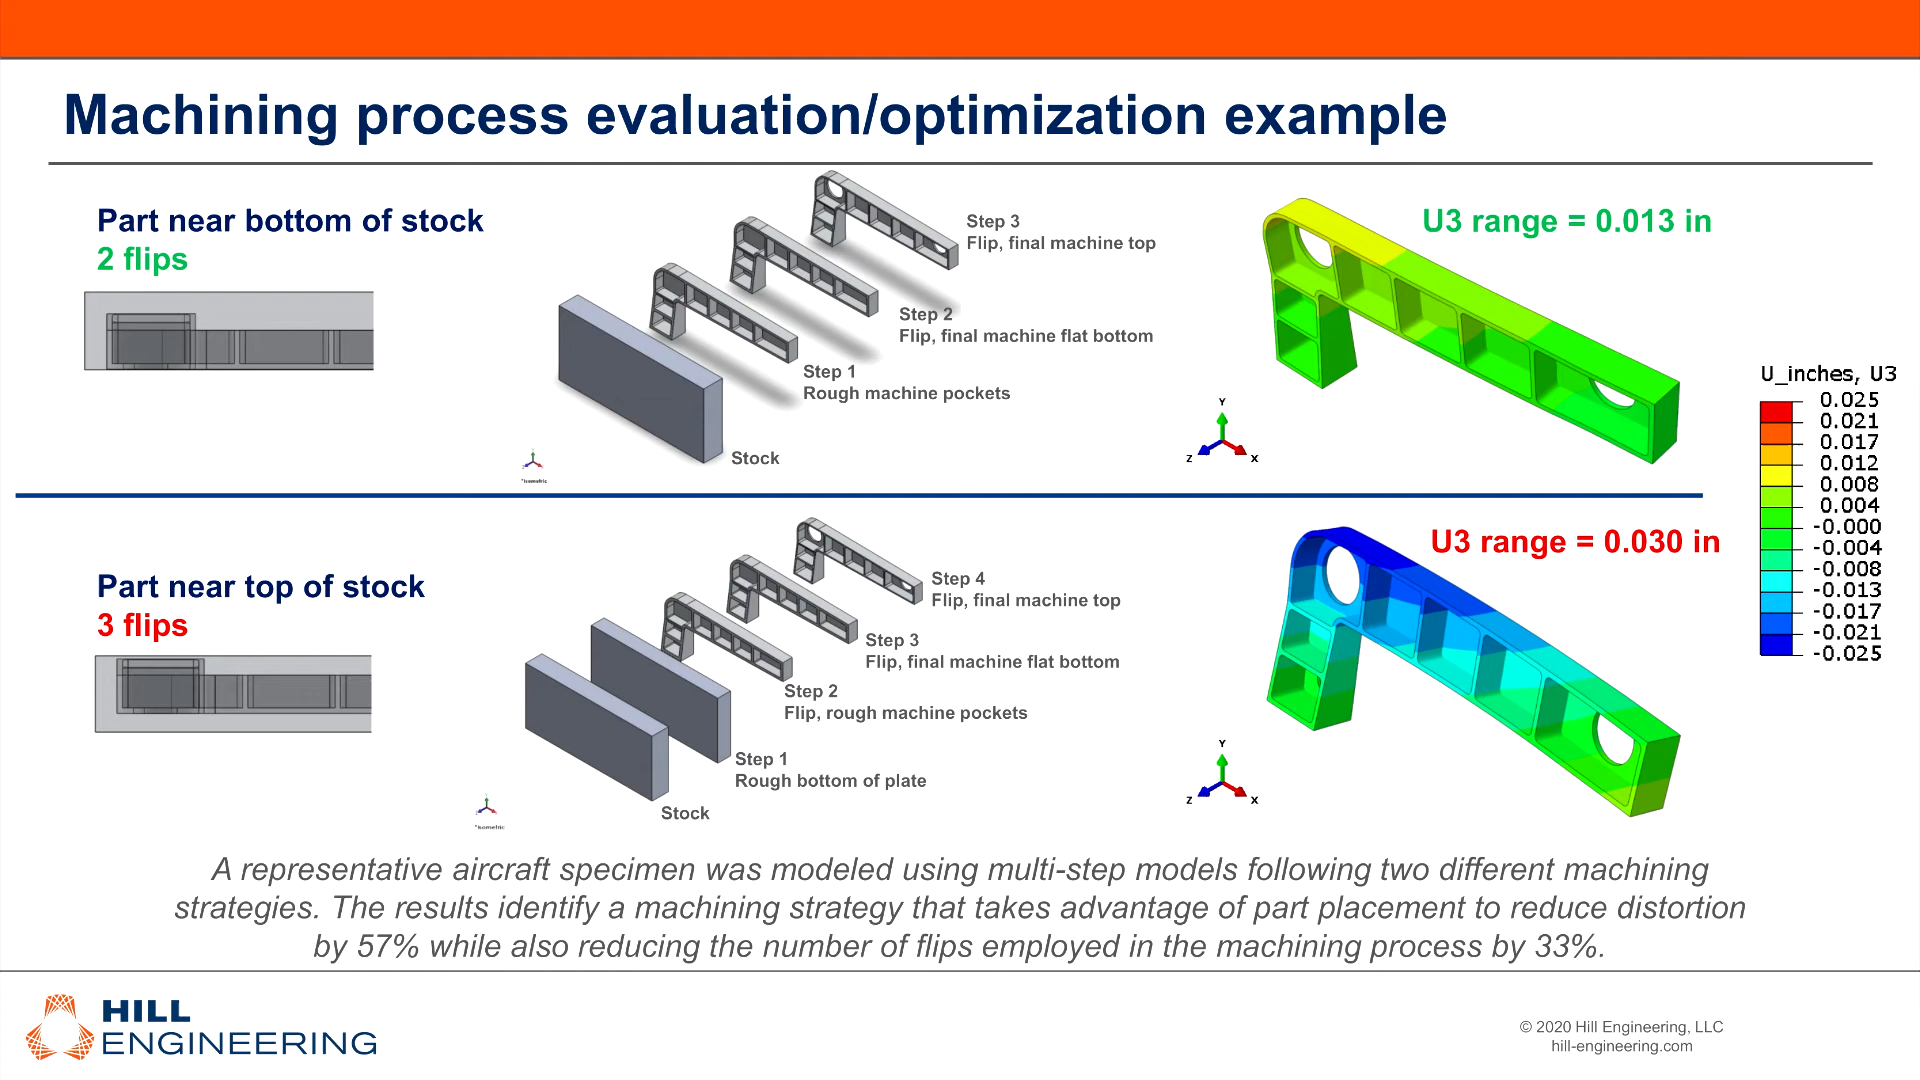 Machining process evaluation/optimization example
Part near bottom of stock
2 flips
Step 3
Flip, final machine top
Step 2
Flip, final machine flat bottom
Step 1
Rough machine pockets
Stock
*Isometric
U3 range = 0.013 in
Y
Z
X
U_inches, U3
0.025
0.021
0.017
0.012
0.008
0.004
-0.000
-0.004
-0.008
-0.013
-0.017
-0.021
-0.025
Part near top of stock
3 flips
Step 4
Flip, final machine top
Step 3
Flip, final machine flat bottom
Step 2
Flip, rough machine pockets
Step 1
Rough bottom of plate
Stock
*Isometric
U3 range = 0.030 in
Y
Z
X
A representative aircraft specimen was modeled using multi-step models following two different machining
strategies. The results identify a machining strategy that takes advantage of part placement to reduce distortion
by 57% while also reducing the number of flips employed in the machining process by 33%.
HILL
ENGINEERING
© 2020 Hill Engineering, LLC
hill-engineering.com